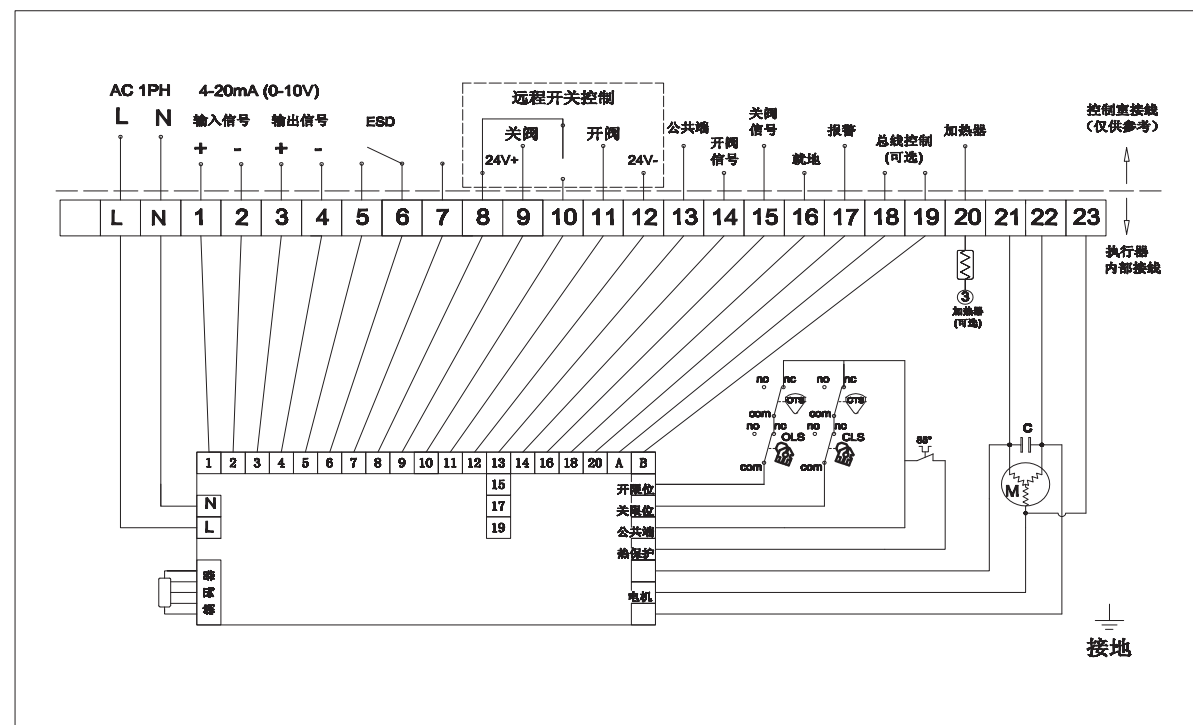 AC 1PH
L N
4-20mA (0-10V)
输入信号 输出信号
+ - + -
ESD
远程开关控制
关阀 开阀
24V+ 24V-
公共端
开阀
信号
关阀
信号
就地
报警
总线控制
(可选)
加热器
控制室接线
(仅供参考)
L N 1 2 3 4 5 6 7 8 9 10 11 12 13 14 15 16 17 18 19 20 21 22 23
执行器
内部接线
3
加热器
(可选)
no nc no nc
OTS CTS
com com
no nc no nc
OLS CLS
com com
85°
C
M
1 2 3 4 5 6 7 8 9 10 11 12 13 14 16 18 20 A B
15
17
19
N
L
开限位
关限位
公共端
热保护
电机
接地